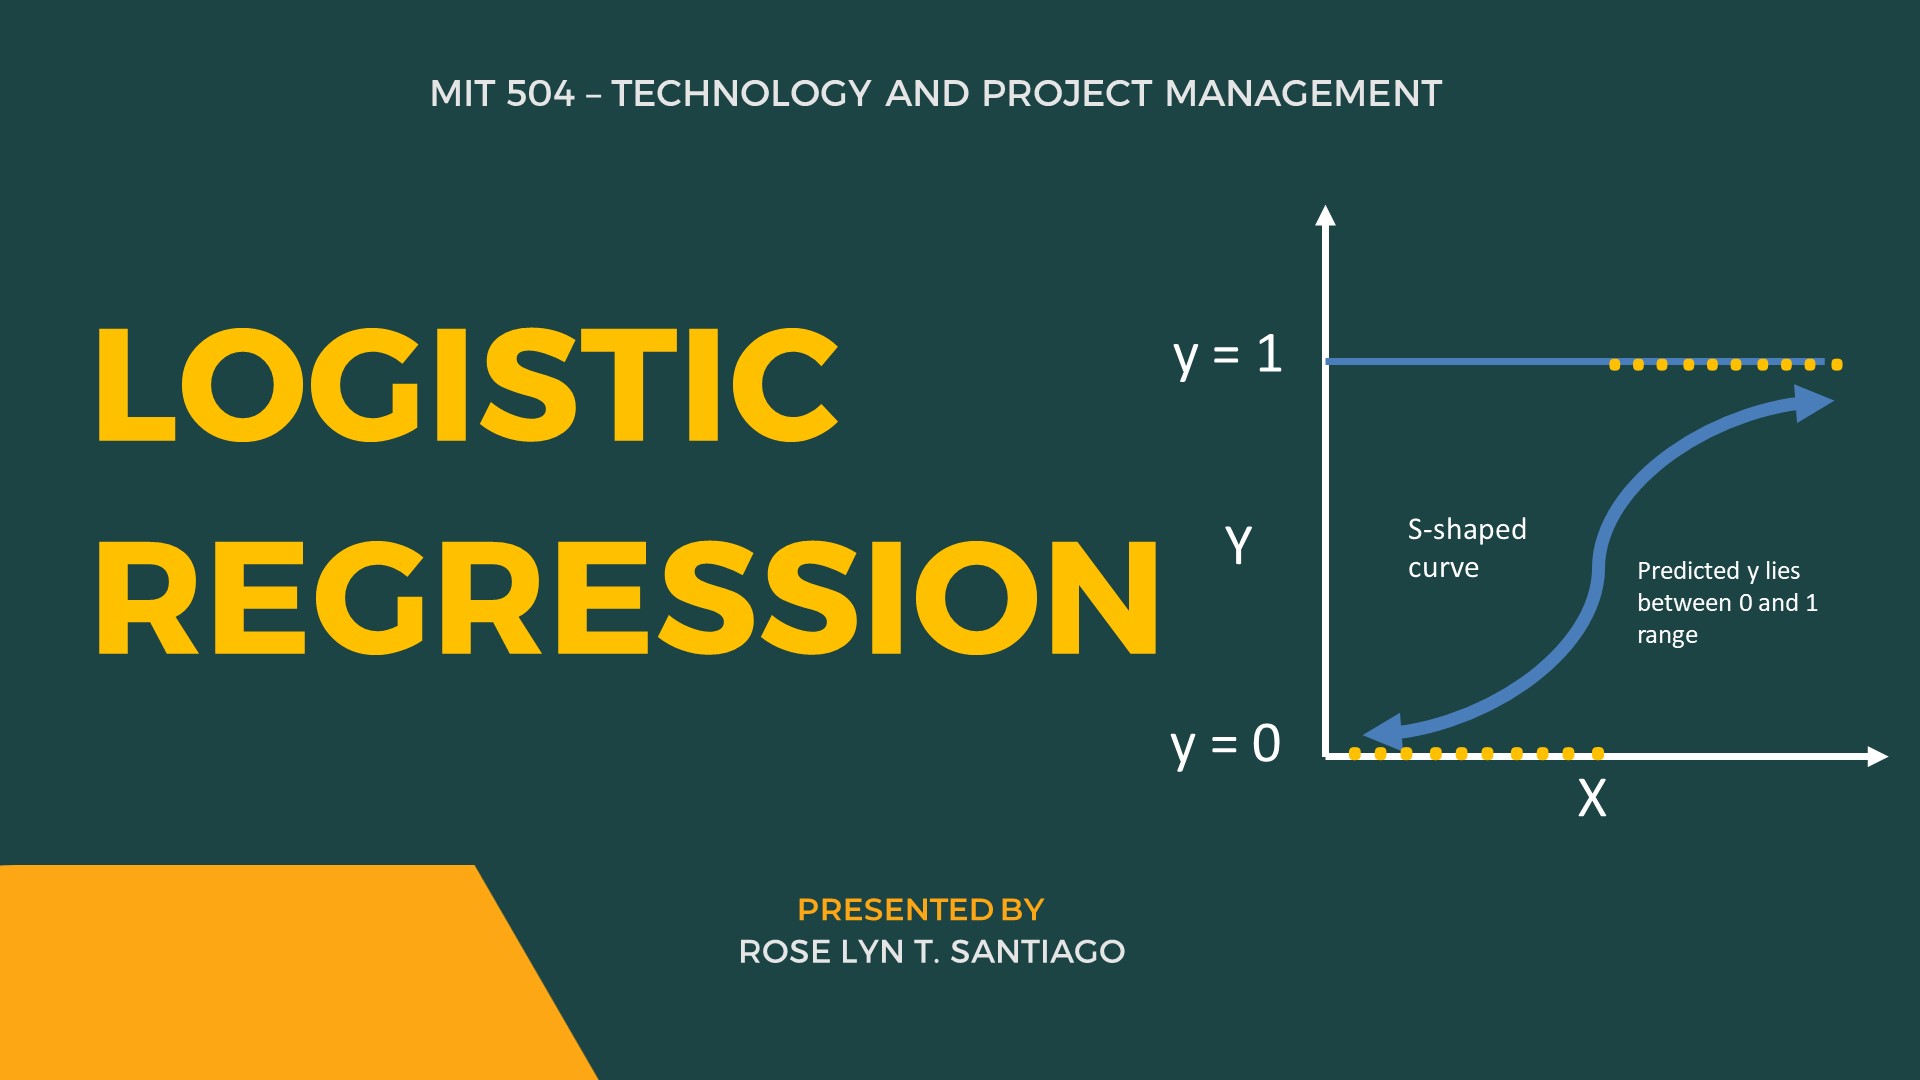 MIT 504 – TECHNOLOGY AND PROJECT MANAGEMENT
LOGISTIC
REGRESSION
y = 1
Y
S-shaped
curve
Predicted y lies
between 0 and 1
range
y = 0
X
PRESENTED BY
ROSE LYN T. SANTIAGO